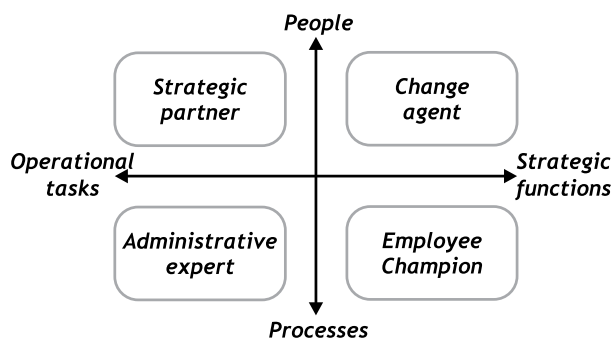 People
Strategic
partner
Change
agent
Operational
tasks
Strategic
functions
Administrative
expert
Employee
Champion
Processes